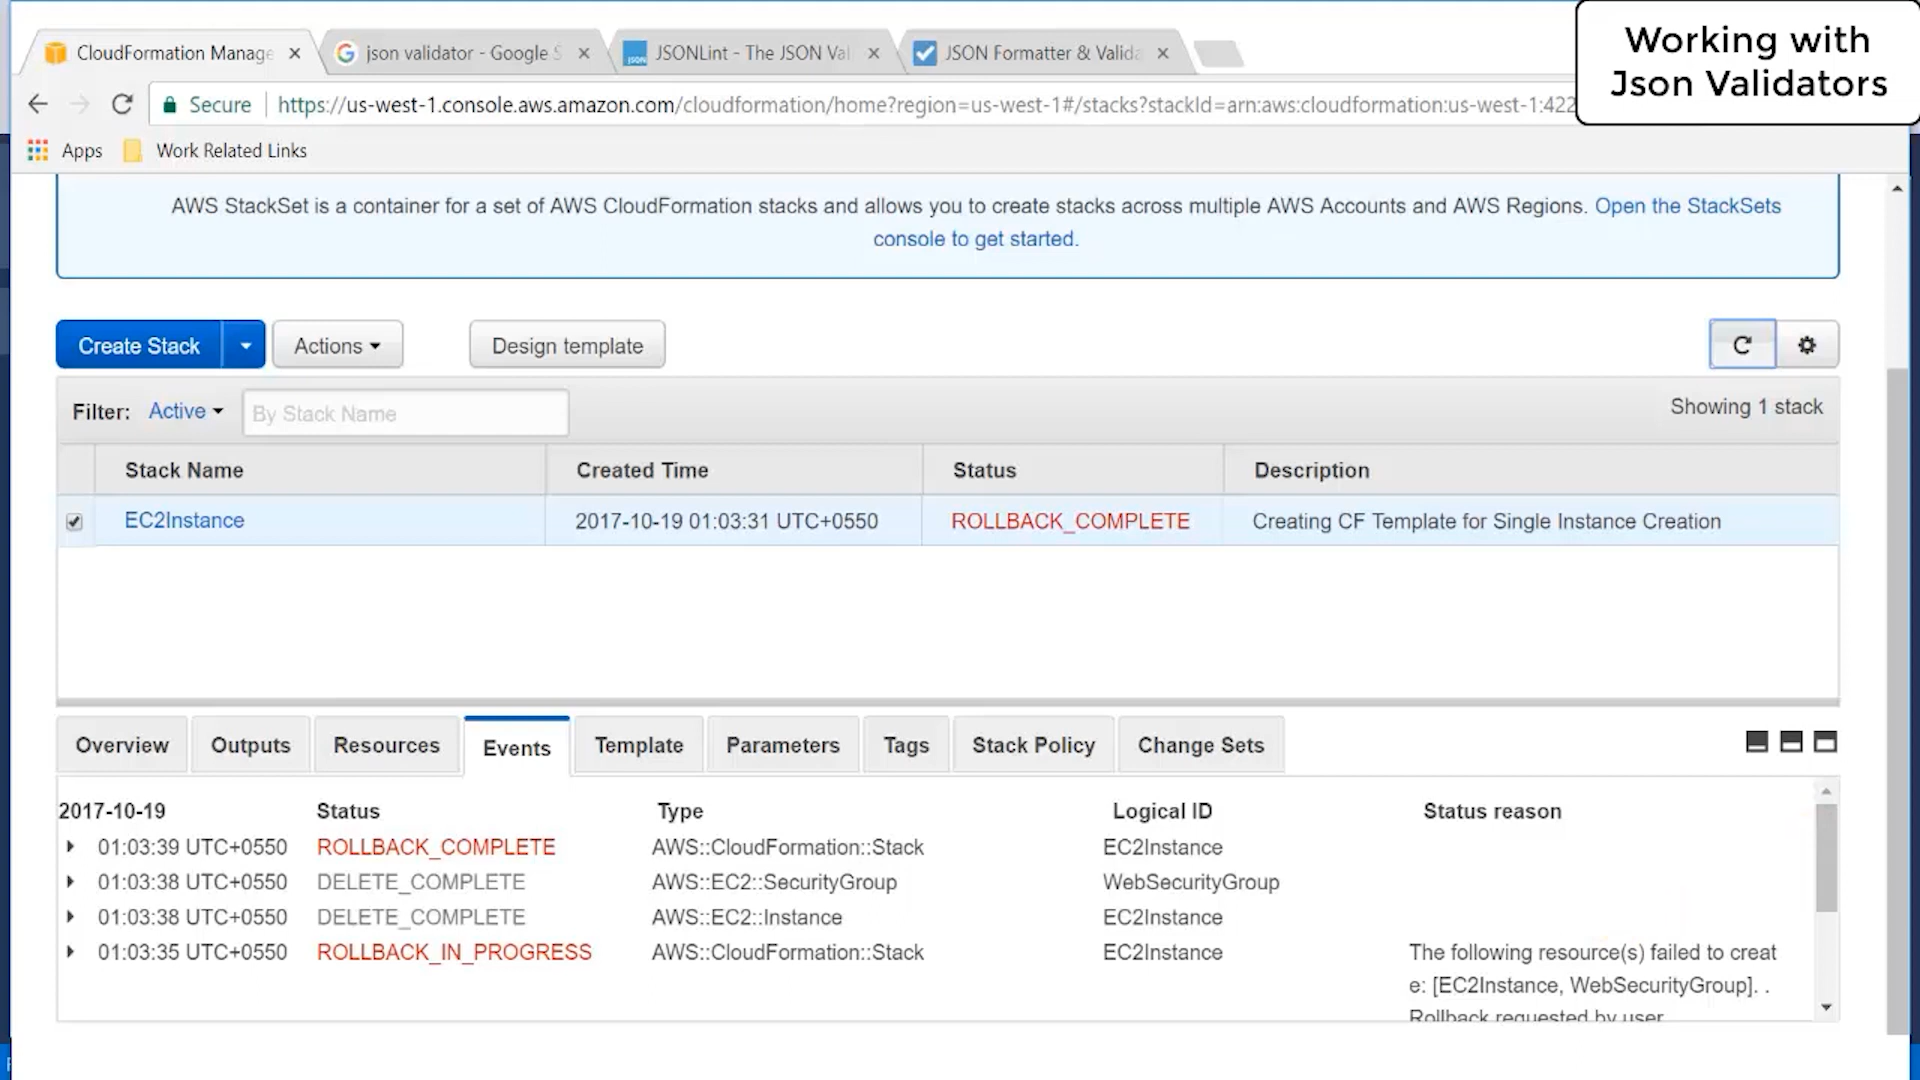 CloudFormation Manage
json validator - Google S
JSONLint - The JSON Val
JSON Formatter & Valida
Working with
Json Validators
Secure
https://us-west-1.console.aws.amazon.com/cloudformation/home?region=us-west-1#/stacks?stackId=arn:aws:cloudformation:us-west-1:422
Apps
Work Related Links
AWS StackSet is a container for a set of AWS CloudFormation stacks and allows you to create stacks across multiple AWS Accounts and AWS Regions. Open the StackSets
console to get started.
Create Stack
Actions
Design template
Filter: Active
By Stack Name
Showing 1 stack
Stack Name Created Time Status Description
EC2Instance 2017-10-19 01:03:31 UTC+0550 ROLLBACK_COMPLETE Creating CF Template for Single Instance Creation
Overview Outputs Resources Events Template Parameters Tags Stack Policy Change Sets
2017-10-19 Status Type Logical ID Status reason
01:03:39 UTC+0550 ROLLBACK_COMPLETE AWS::CloudFormation::Stack EC2Instance
01:03:38 UTC+0550 DELETE_COMPLETE AWS::EC2::SecurityGroup WebSecurityGroup
01:03:38 UTC+0550 DELETE_COMPLETE AWS::EC2::Instance EC2Instance
01:03:35 UTC+0550 ROLLBACK_IN_PROGRESS AWS::CloudFormation::Stack EC2Instance The following resource(s) failed to creat
e: [EC2Instance, WebSecurityGroup]. .
Rollback requested by user